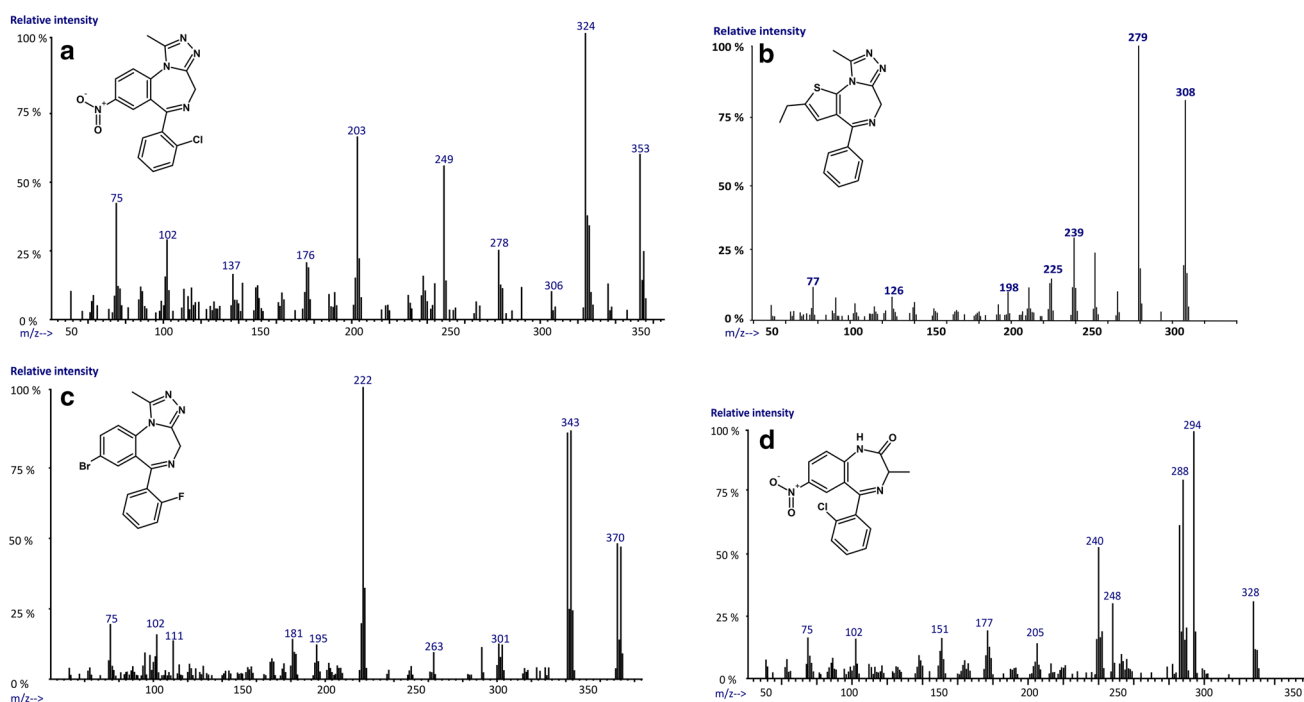 Relative intensity
100 %
75 %
50 %
25 %
0 %
m/z-->
a
N
N
N
N
O-
N+
O
Cl
324
203
249
353
75
102
137
176
278
306
50
100
150
200
250
300
350
Relative intensity
100 %
75 %
50 %
25 %
0 %
m/z-->
b
N
N
N
S
N
279
308
239
225
77
126
198
50
100
150
200
250
300
Relative intensity
100 %
75 %
50 %
25 %
0 %
m/z-->
c
N
N
N
N
Br
F
222
343
370
75
102
111
181
195
263
301
100
150
200
250
300
350
Relative intensity
100 %
75 %
50 %
25 %
0 %
m/z-->
d
H
N
O
N
O-
N+
O
Cl
294
288
240
248
328
75
102
151
177
205
50
100
150
200
250
300
350